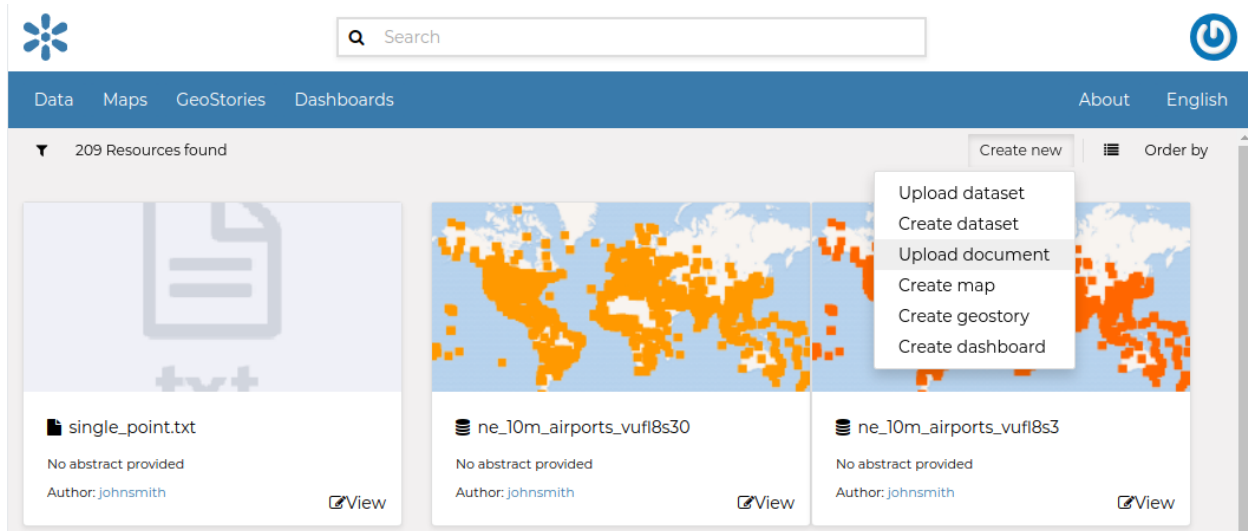 Search
Data Maps GeoStories Dashboards About English
209 Resources found Create new Order by
Upload dataset
Create dataset
Upload document
Create map
Create geostory
Create dashboard
txt
single_point.txt
No abstract provided
Author: johnsmith
View
ne_10m_airports_vufl8s30
No abstract provided
Author: johnsmith
View
ne_10m_airports_vufl8s3
No abstract provided
Author: johnsmith
View